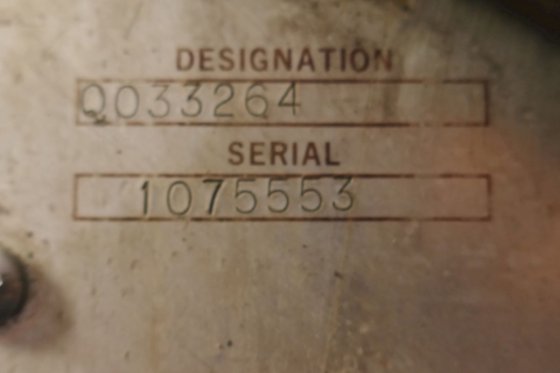 DESIGNATION
Q033264
SERIAL
1075553